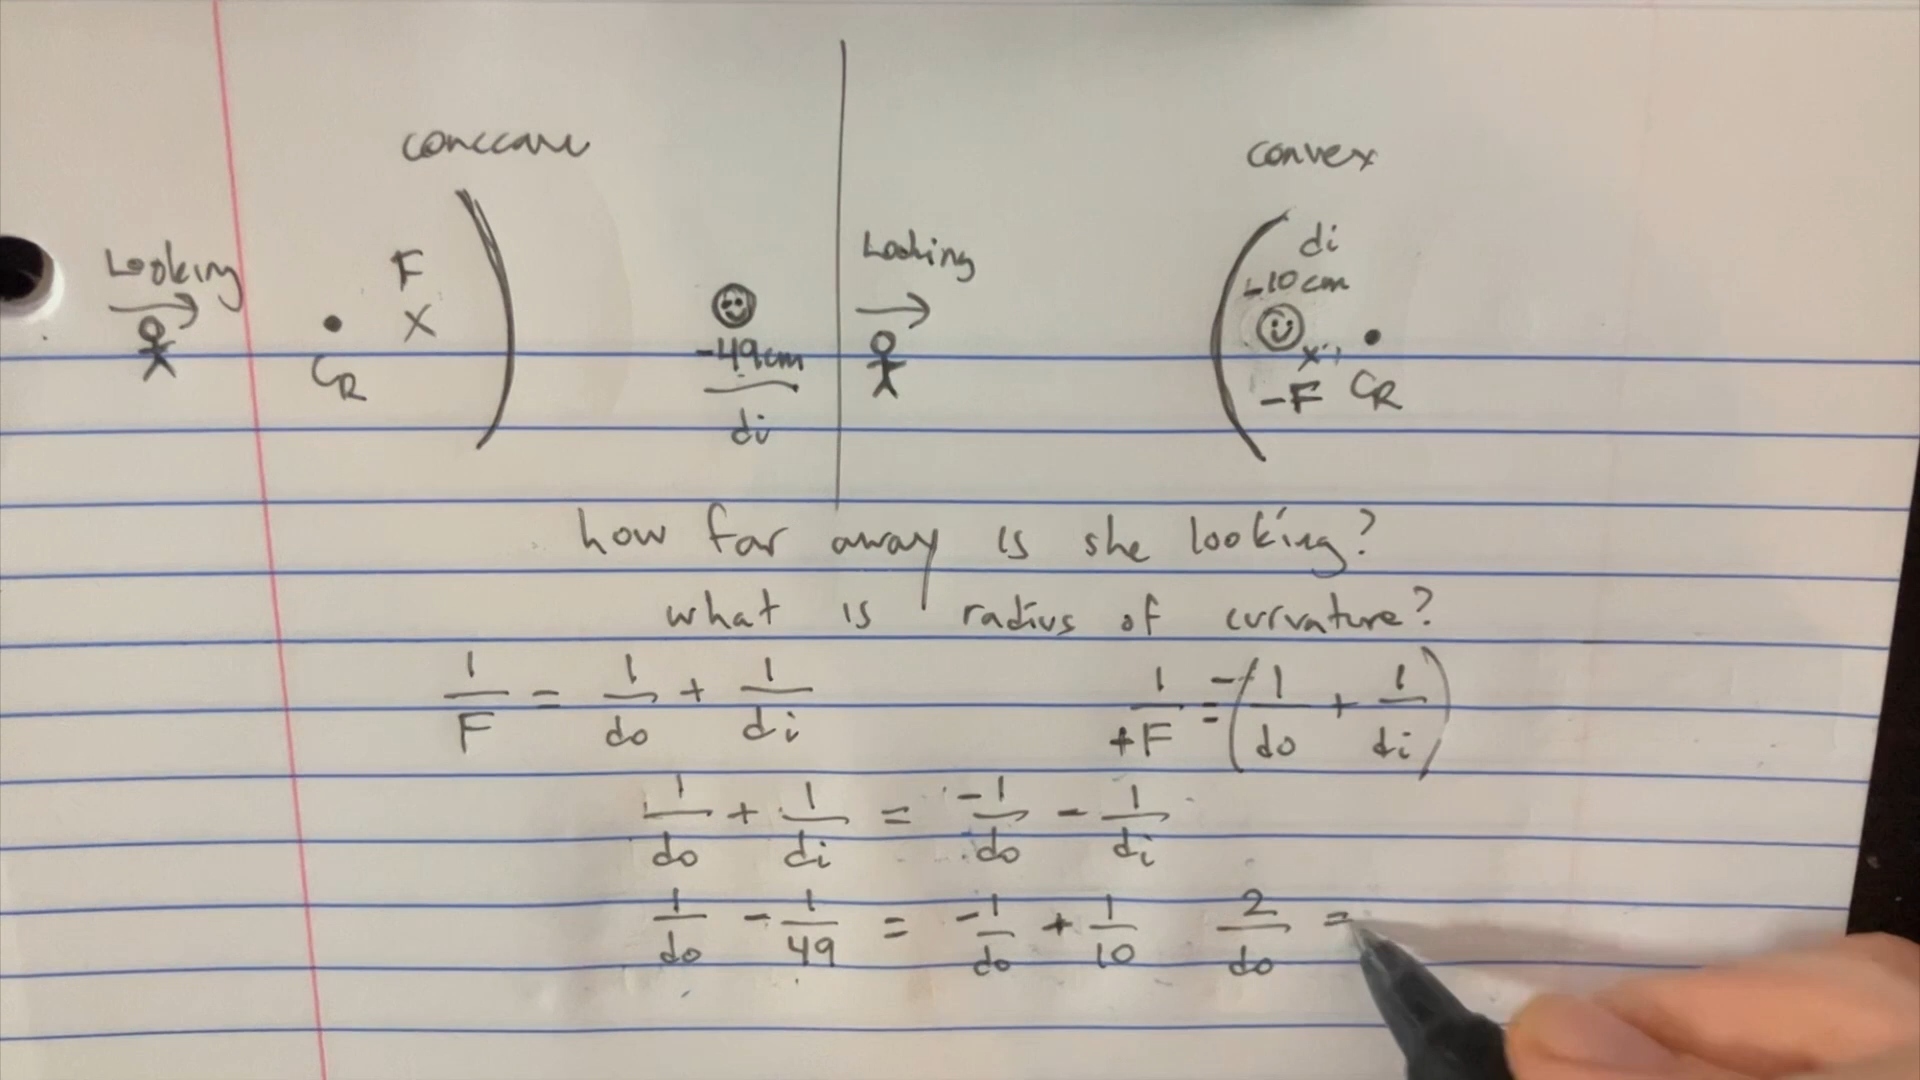 conccave
convex
Looking
F
X
CR
-49cm
di
Looking
di
-10cm
x
-F CR
how far away is she looking?
what is radius of curvature?
1/F = 1/do + 1/di
1/+F = -(1/do + 1/di)
1/do + 1/di = -1/do - 1/di
1/do - 1/49 = -1/do + 1/10
2/do =